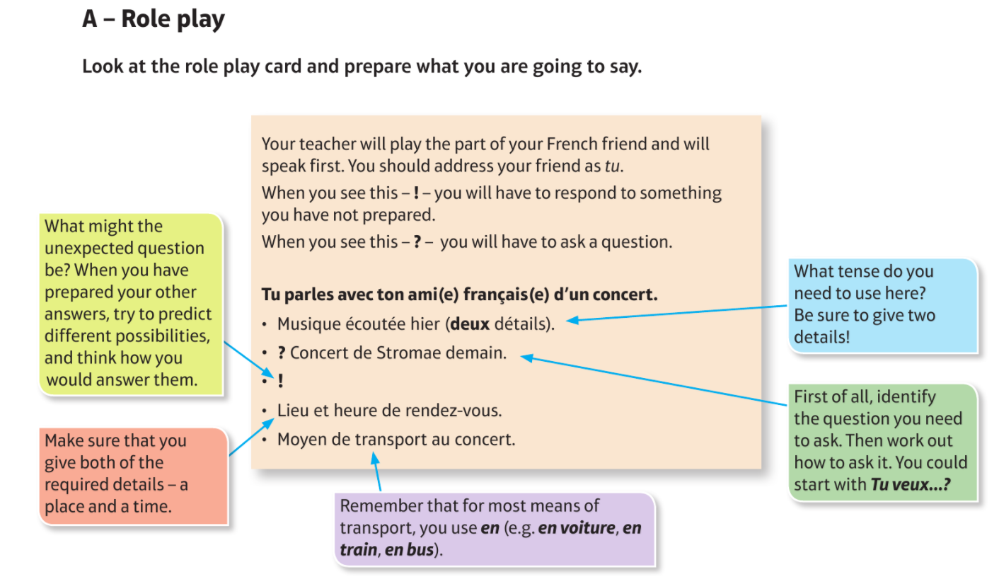 A – Role play
Look at the role play card and prepare what you are going to say.
Your teacher will play the part of your French friend and will
speak first. You should address your friend as tu.
When you see this – ! – you will have to respond to something
you have not prepared.
When you see this – ? – you will have to ask a question.
Tu parles avec ton ami(e) français(e) d'un concert.
• Musique écoutée hier (deux détails).
• ? Concert de Stromae demain.
• !
• Lieu et heure de rendez-vous.
• Moyen de transport au concert.
What might the
unexpected question
be? When you have
prepared your other
answers, try to predict
different possibilities,
and think how you
would answer them.
Make sure that you
give both of the
required details – a
place and a time.
Remember that for most means of
transport, you use en (e.g. en voiture, en
train, en bus).
What tense do you
need to use here?
Be sure to give two
details!
First of all, identify
the question you need
to ask. Then work out
how to ask it. You could
start with Tu veux...?